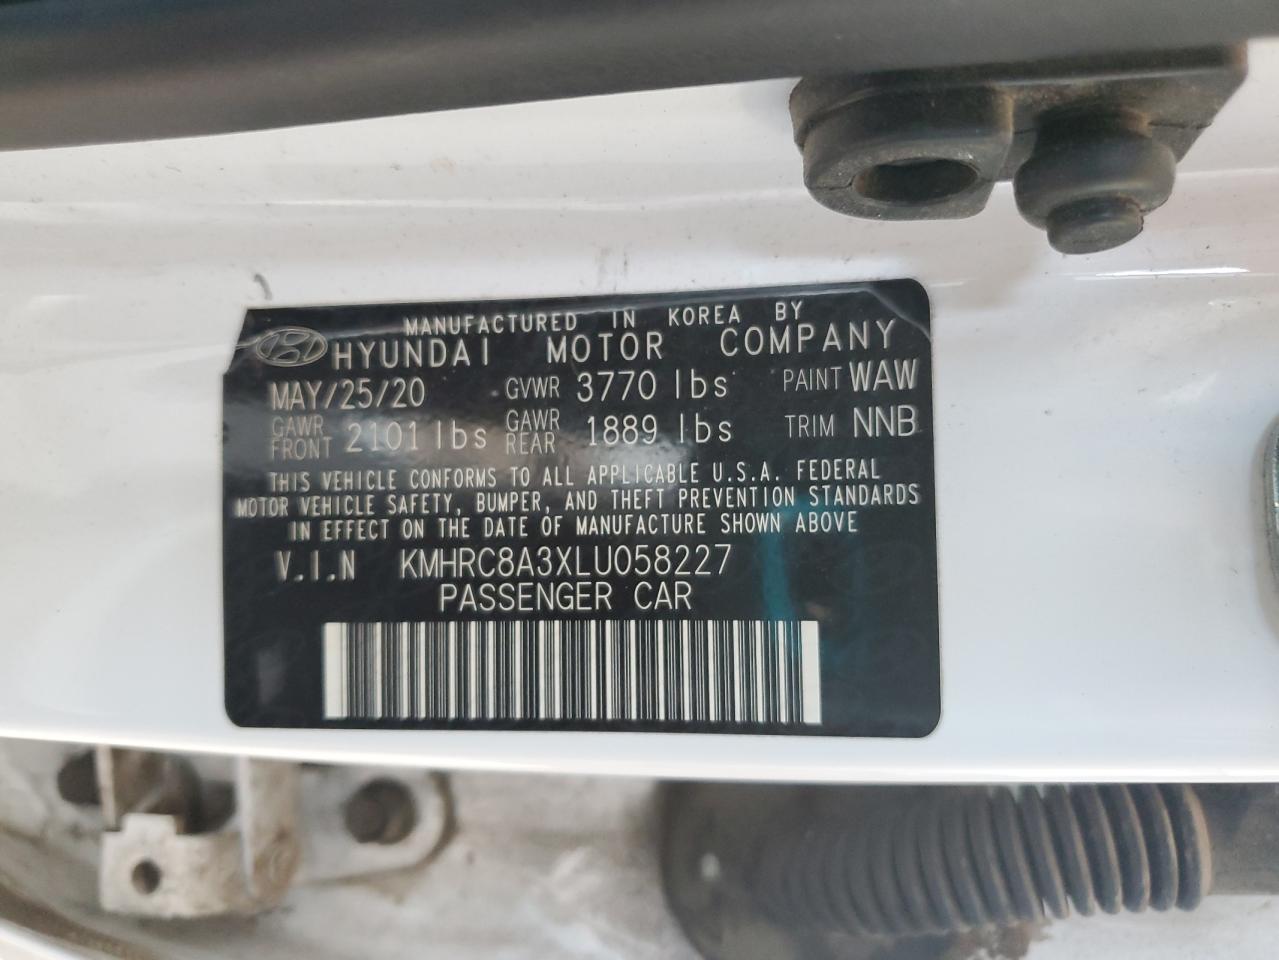 MANUFACTURED IN KOREA BY
HYUNDAI MOTOR COMPANY
MAY/25/20 GVWR 3770 lbs PAINT WAW
GAWR FRONT 2101 lbs GAWR REAR 1889 lbs TRIM NNB
THIS VEHICLE CONFORMS TO ALL APPLICABLE U.S.A. FEDERAL
MOTOR VEHICLE SAFETY, BUMPER, AND THEFT PREVENTION STANDARDS
IN EFFECT ON THE DATE OF MANUFACTURE SHOWN ABOVE
V.I.N KMHRC8A3XLU058227
PASSENGER CAR